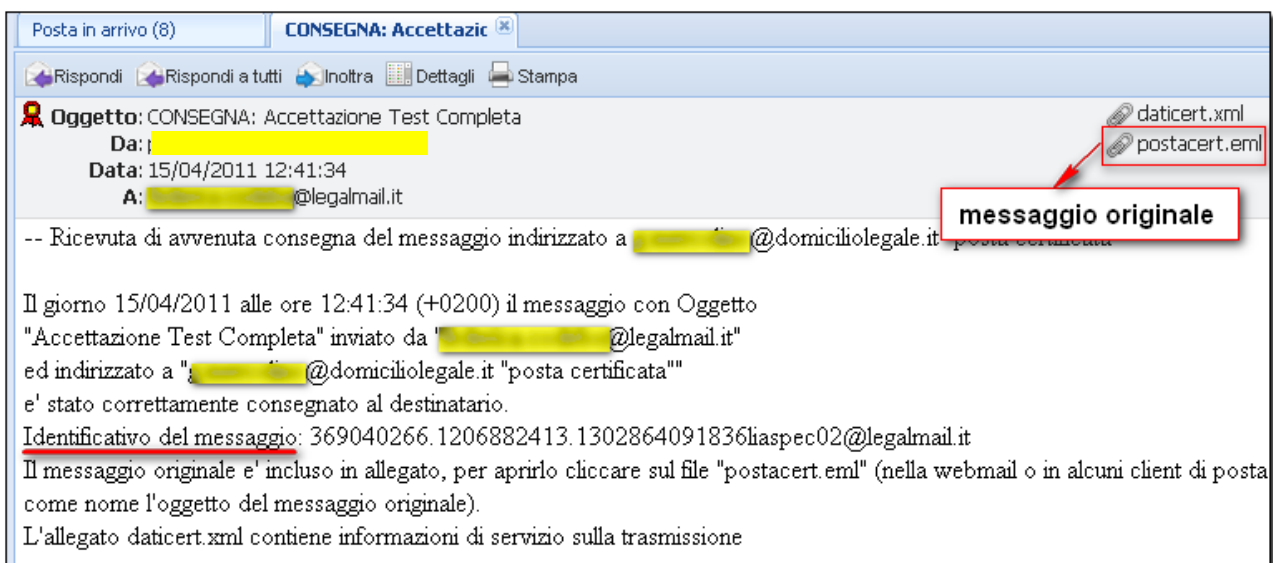 Posta in arrivo (8) CONSEGNA: Accettazic
Rispondi Rispondi a tutti Inoltra Dettagli Stampa
Oggetto: CONSEGNA: Accettazione Test Completa daticert.xml
Da: postacert.eml
Data: 15/04/2011 12:41:34
A: @legalmail.it
messaggio originale
-- Ricevuta di avvenuta consegna del messaggio indirizzato a @domiciliolegale.it "posta certificata"
Il giorno 15/04/2011 alle ore 12:41:34 (+0200) il messaggio con Oggetto
"Accettazione Test Completa" inviato da " @legalmail.it"
ed indirizzato a " @domiciliolegale.it "posta certificata""
e' stato correttamente consegnato al destinatario.
Identificativo del messaggio: 369040266.1206882413.1302864091836liaspec02@legalmail.it
Il messaggio originale e' incluso in allegato, per aprirlo cliccare sul file "postacert.eml" (nella webmail o in alcuni client di posta
come nome l'oggetto del messaggio originale).
L'allegato daticert.xml contiene informazioni di servizio sulla trasmissione